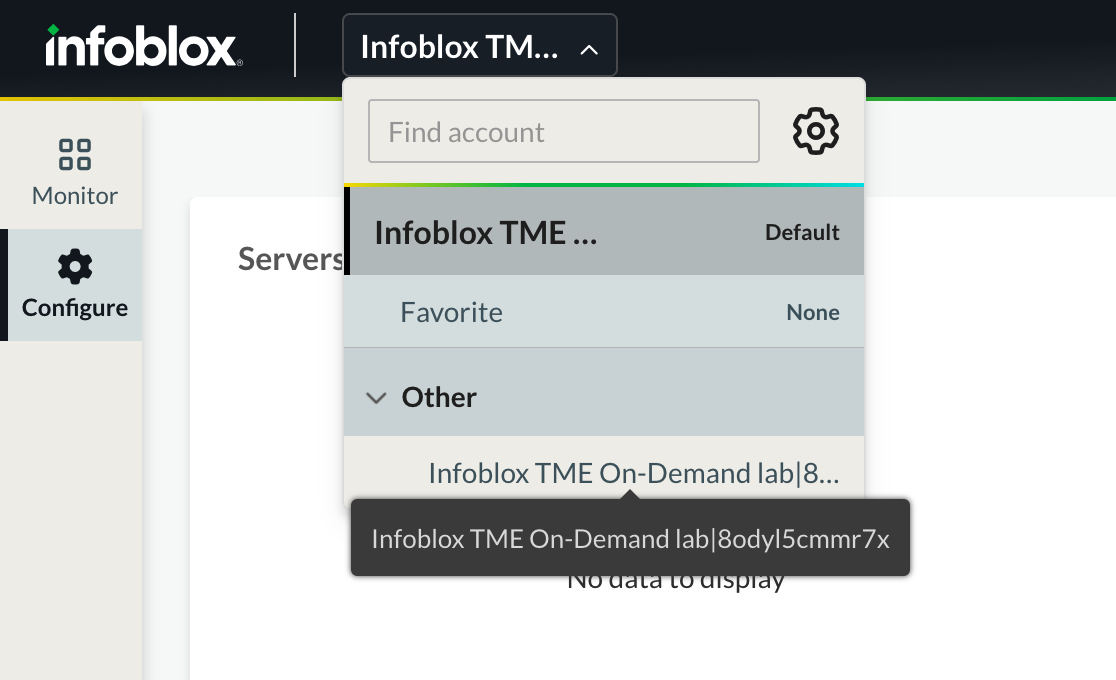 infoblox®
Infoblox TM...
Find account
Monitor
Infoblox TME ...
Default
Servers
Configure
Favorite
None
Other
Infoblox TME On-Demand lab|8...
Infoblox TME On-Demand lab|8odyl5cmmr7x
No data to display